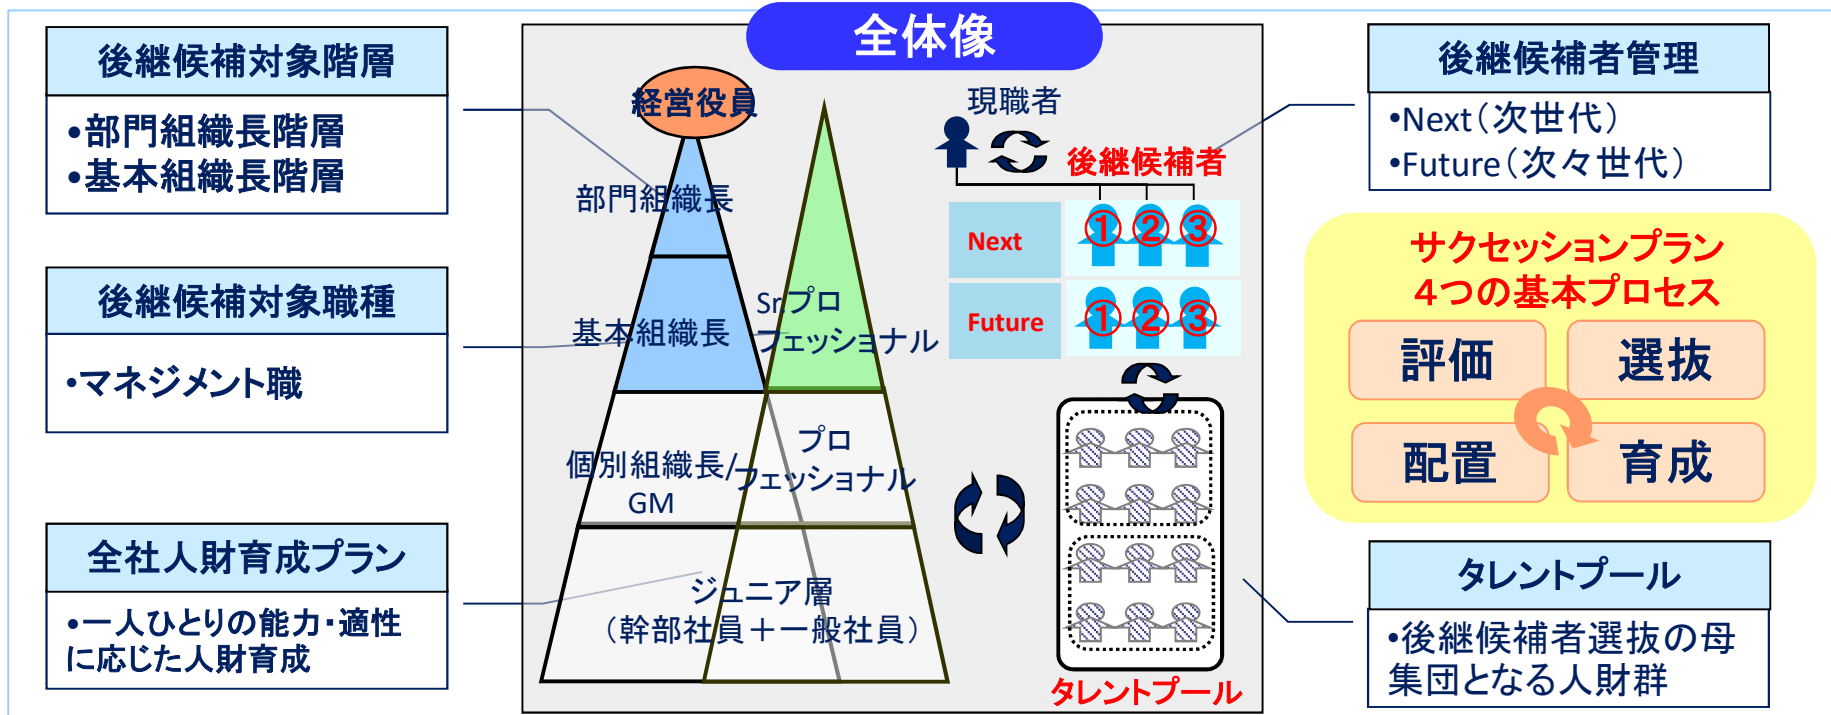 全体像
後継候補対象階層
•部門組織長階層
•基本組織長階層
後継候補対象職種
•マネジメント職
全社人財育成プラン
•一人ひとりの能力・適性
に応じた人財育成
経営役員
部門組織長
基本組織長
Sr.プロ
フェッショナル
個別組織長/
GM
プロ
フェッショナル
ジュニア層
（幹部社員＋一般社員）
現職者
後継候補者
Next
①
②
③
Future
①
②
③
タレントプール
後継候補者管理
•Next（次世代）
•Future（次々世代）
サクセッションプラン
４つの基本プロセス
評価
選抜
配置
育成
タレントプール
•後継候補者選抜の母
集団となる人財群